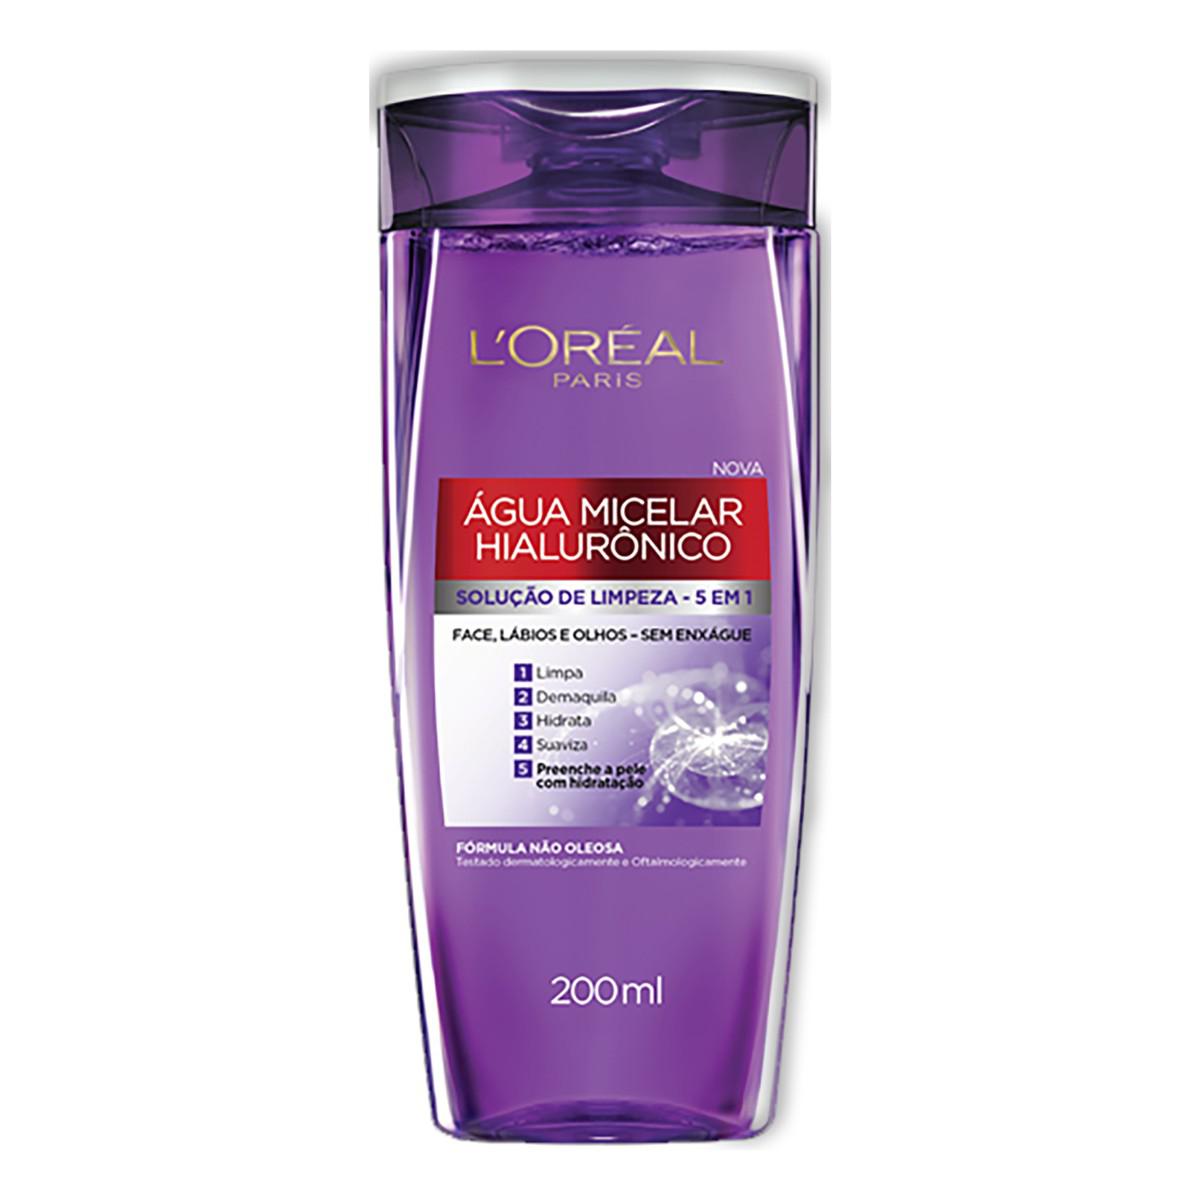 L'ORÉAL
PARIS
NOVA
ÁGUA MICELAR
HIALURÔNICO
SOLUÇÃO DE LIMPEZA - 5 EM 1
FACE, LÁBIOS E OLHOS - SEM ENXÁGUE
1 Limpa
2 Demaquila
3 Hidrata
4 Suaviza
5 Preenche a pele
com hidratação
FÓRMULA NÃO OLEOSA
Testado dermatologicamente e Oftalmologicamente
200ml